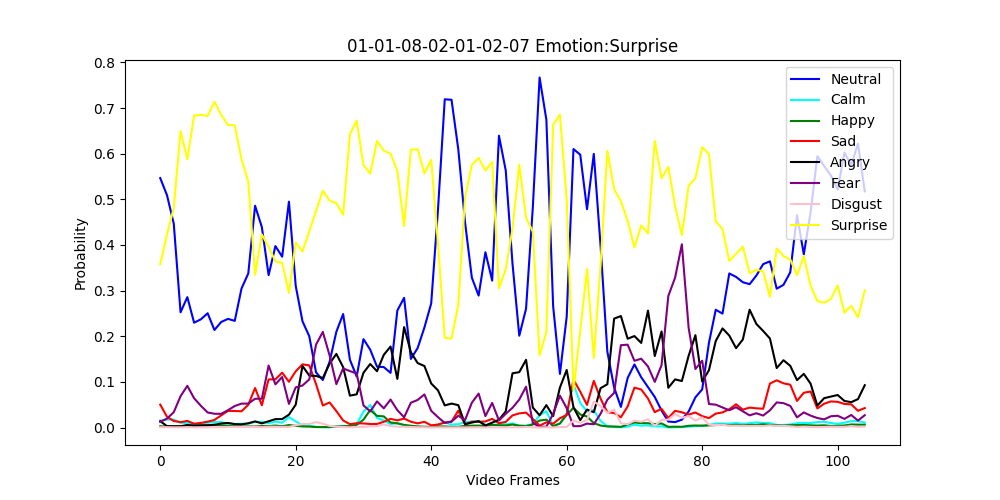 01-01-08-02-01-02-07 Emotion:Surprise
0.8
0.7
0.6
0.5
0.4
0.3
0.2
0.1
0.0
Probability
0 20 40 60 80 100
Video Frames
Neutral
Calm
Happy
Sad
Angry
Fear
Disgust
Surprise